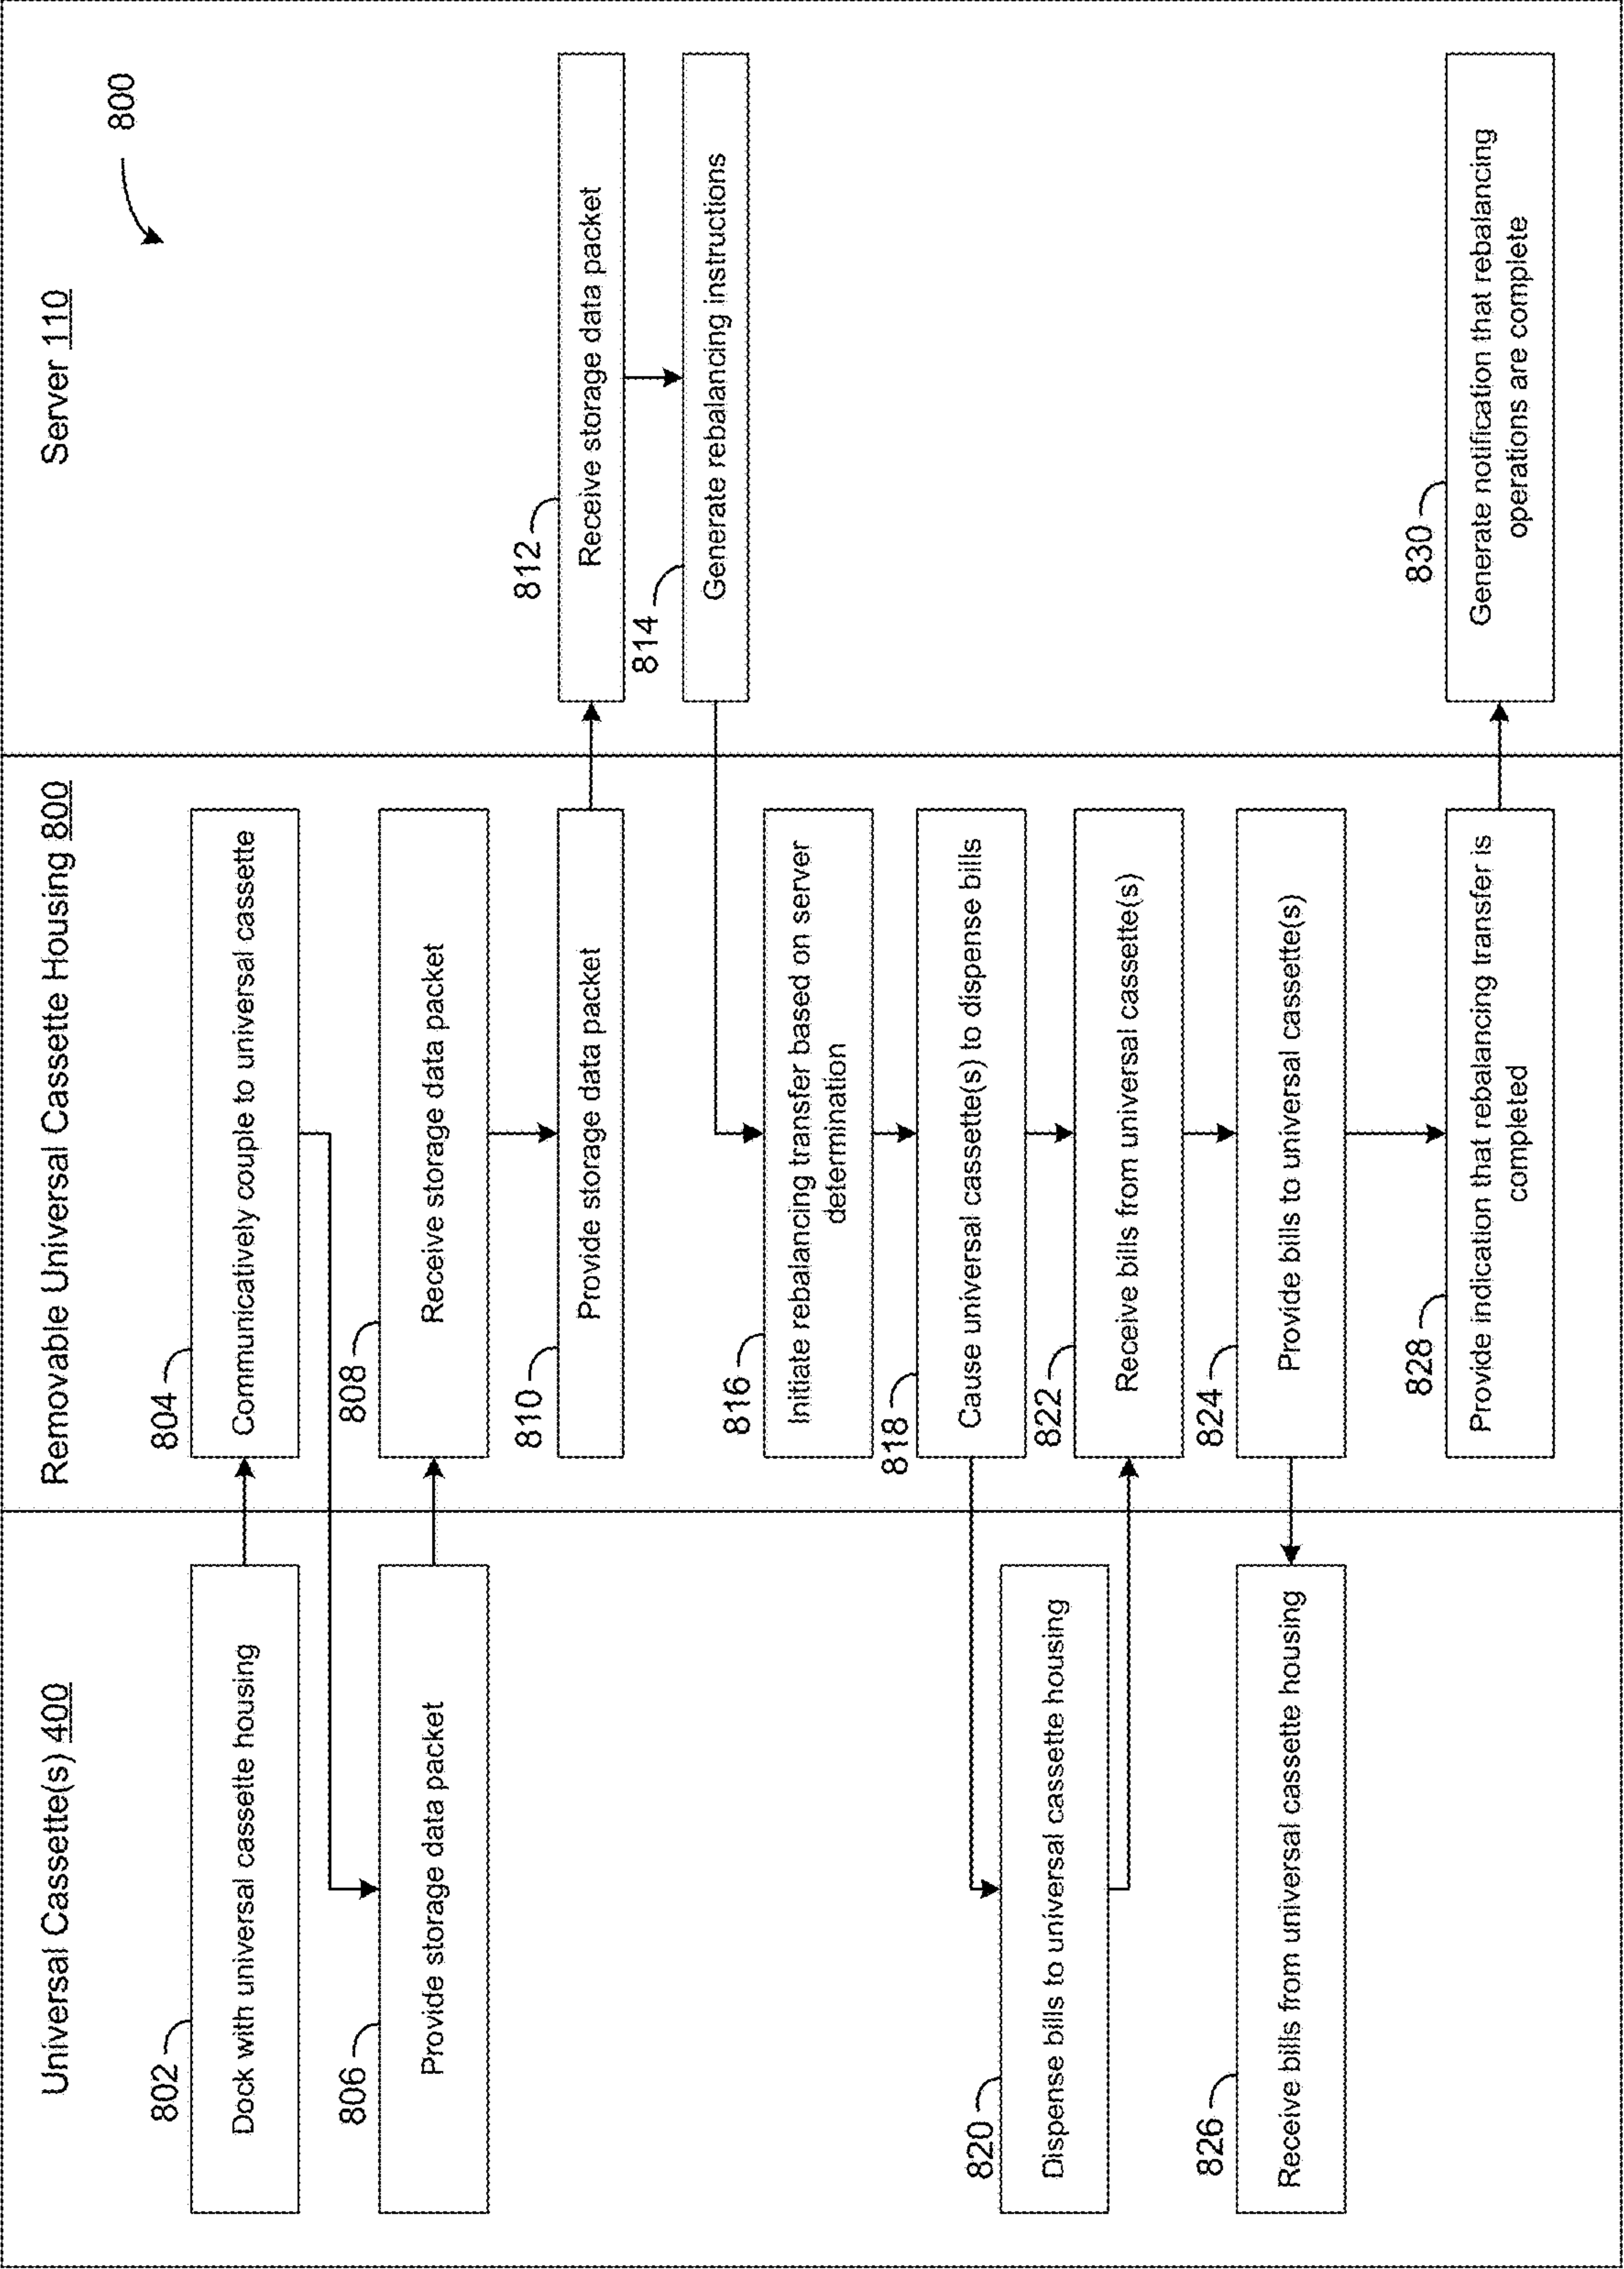 800
Universal Cassette(s) 400
Removable Universal Cassette Housing 800
Server 110
802
Dock with universal cassette housing
804
Communicatively couple to universal cassette
806
Provide storage data packet
808
Receive storage data packet
810
Provide storage data packet
812
Receive storage data packet
814
Generate rebalancing instructions
816
Initiate rebalancing transfer based on server
determination
818
Cause universal cassette(s) to dispense bills
820
Dispense bills to universal cassette housing
822
Receive bills from universal cassette(s)
824
Provide bills to universal cassette(s)
826
Receive bills from universal cassette housing
828
Provide indication that rebalancing transfer is
completed
830
Generate notification that rebalancing
operations are complete